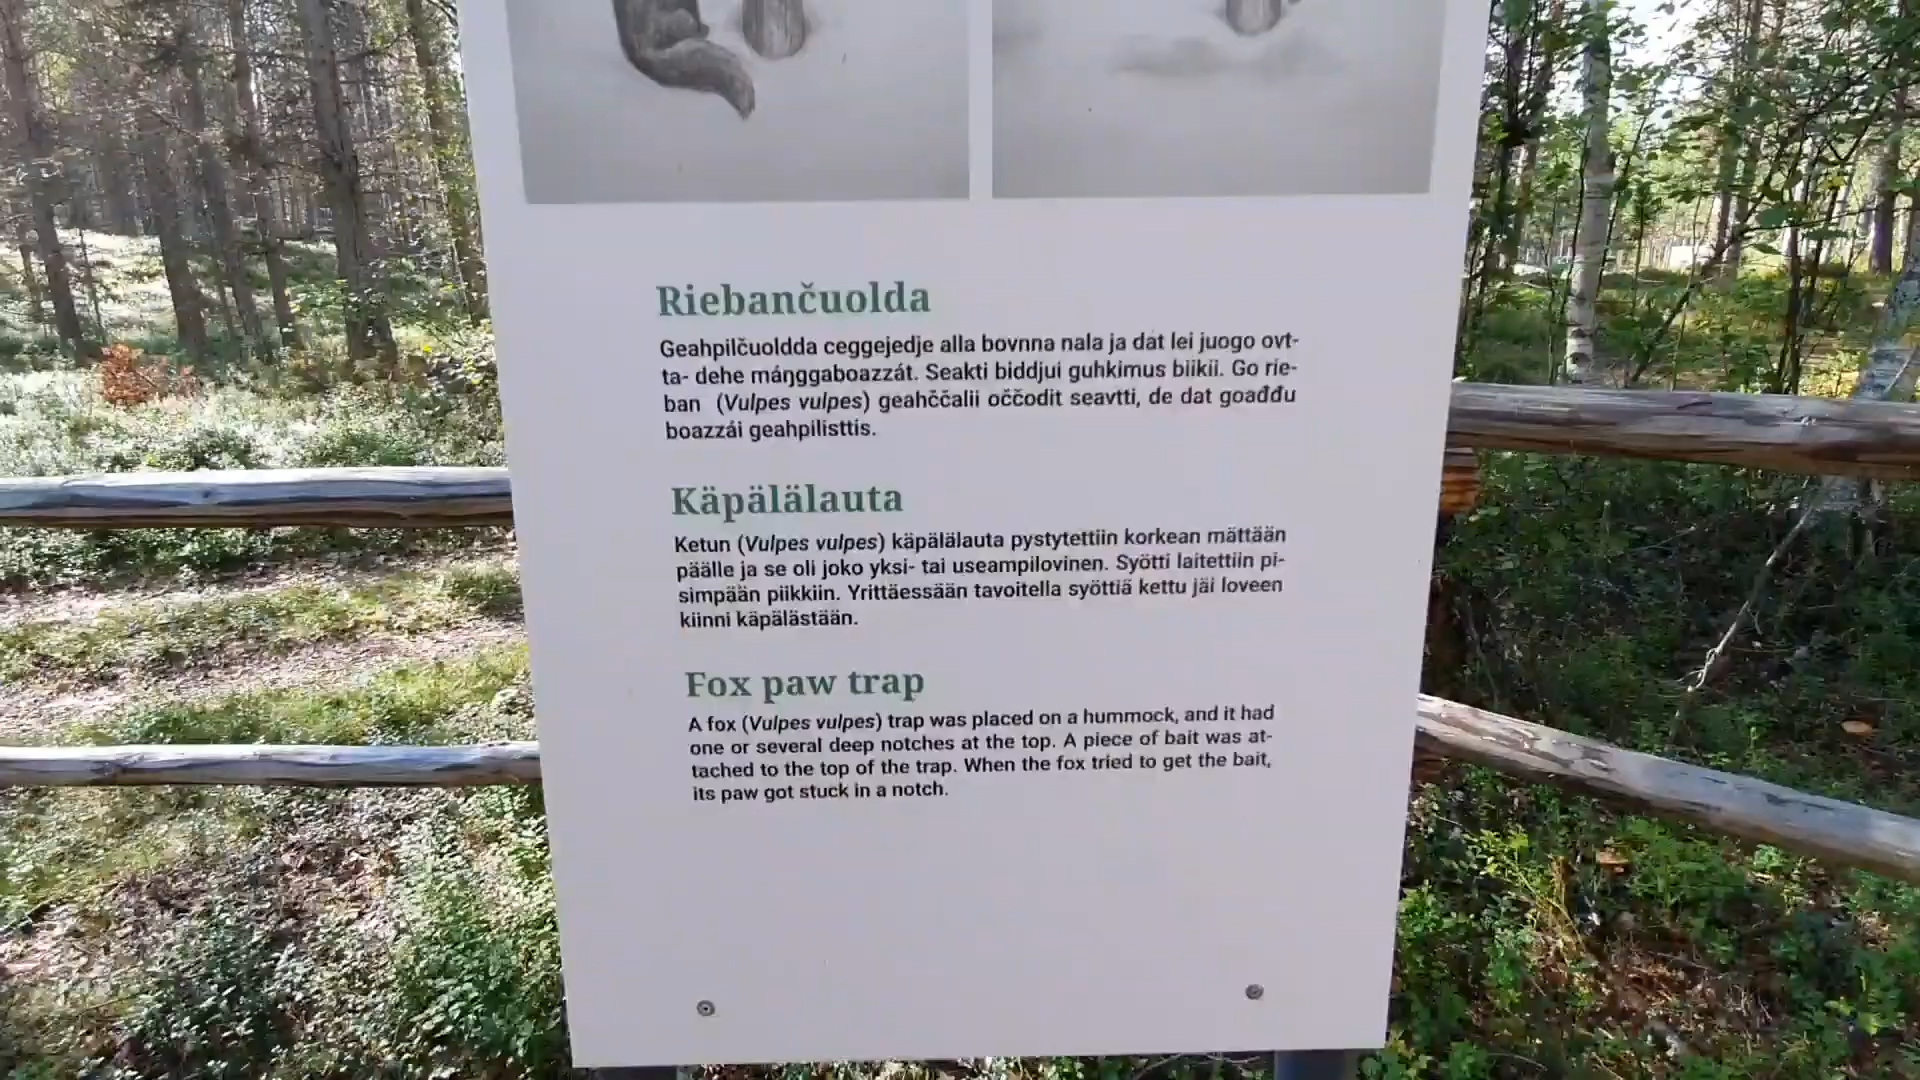 Riebančuolda
Geahpilčuoldda ceggejedje alla bovnna nala ja dat lei juogo ovt-
ta- dehe máŋggaboazzát. Seakti biddjui guhkimus biikii. Go rie-
ban (Vulpes vulpes) geahččalii oččodit seavtti, de dat goađđu
boazzái geahpilisttis.
Käpälälauta
Ketun (Vulpes vulpes) käpälälauta pystytettiin korkean mättään
päälle ja se oli joko yksi- tai useampilovinen. Syötti laitettiin pi-
simpään piikkiin. Yrittäessään tavoitella syöttiä kettu jäi loveen
kiinni käpälästään.
Fox paw trap
A fox (Vulpes vulpes) trap was placed on a hummock, and it had
one or several deep notches at the top. A piece of bait was at-
tached to the top of the trap. When the fox tried to get the bait,
its paw got stuck in a notch.